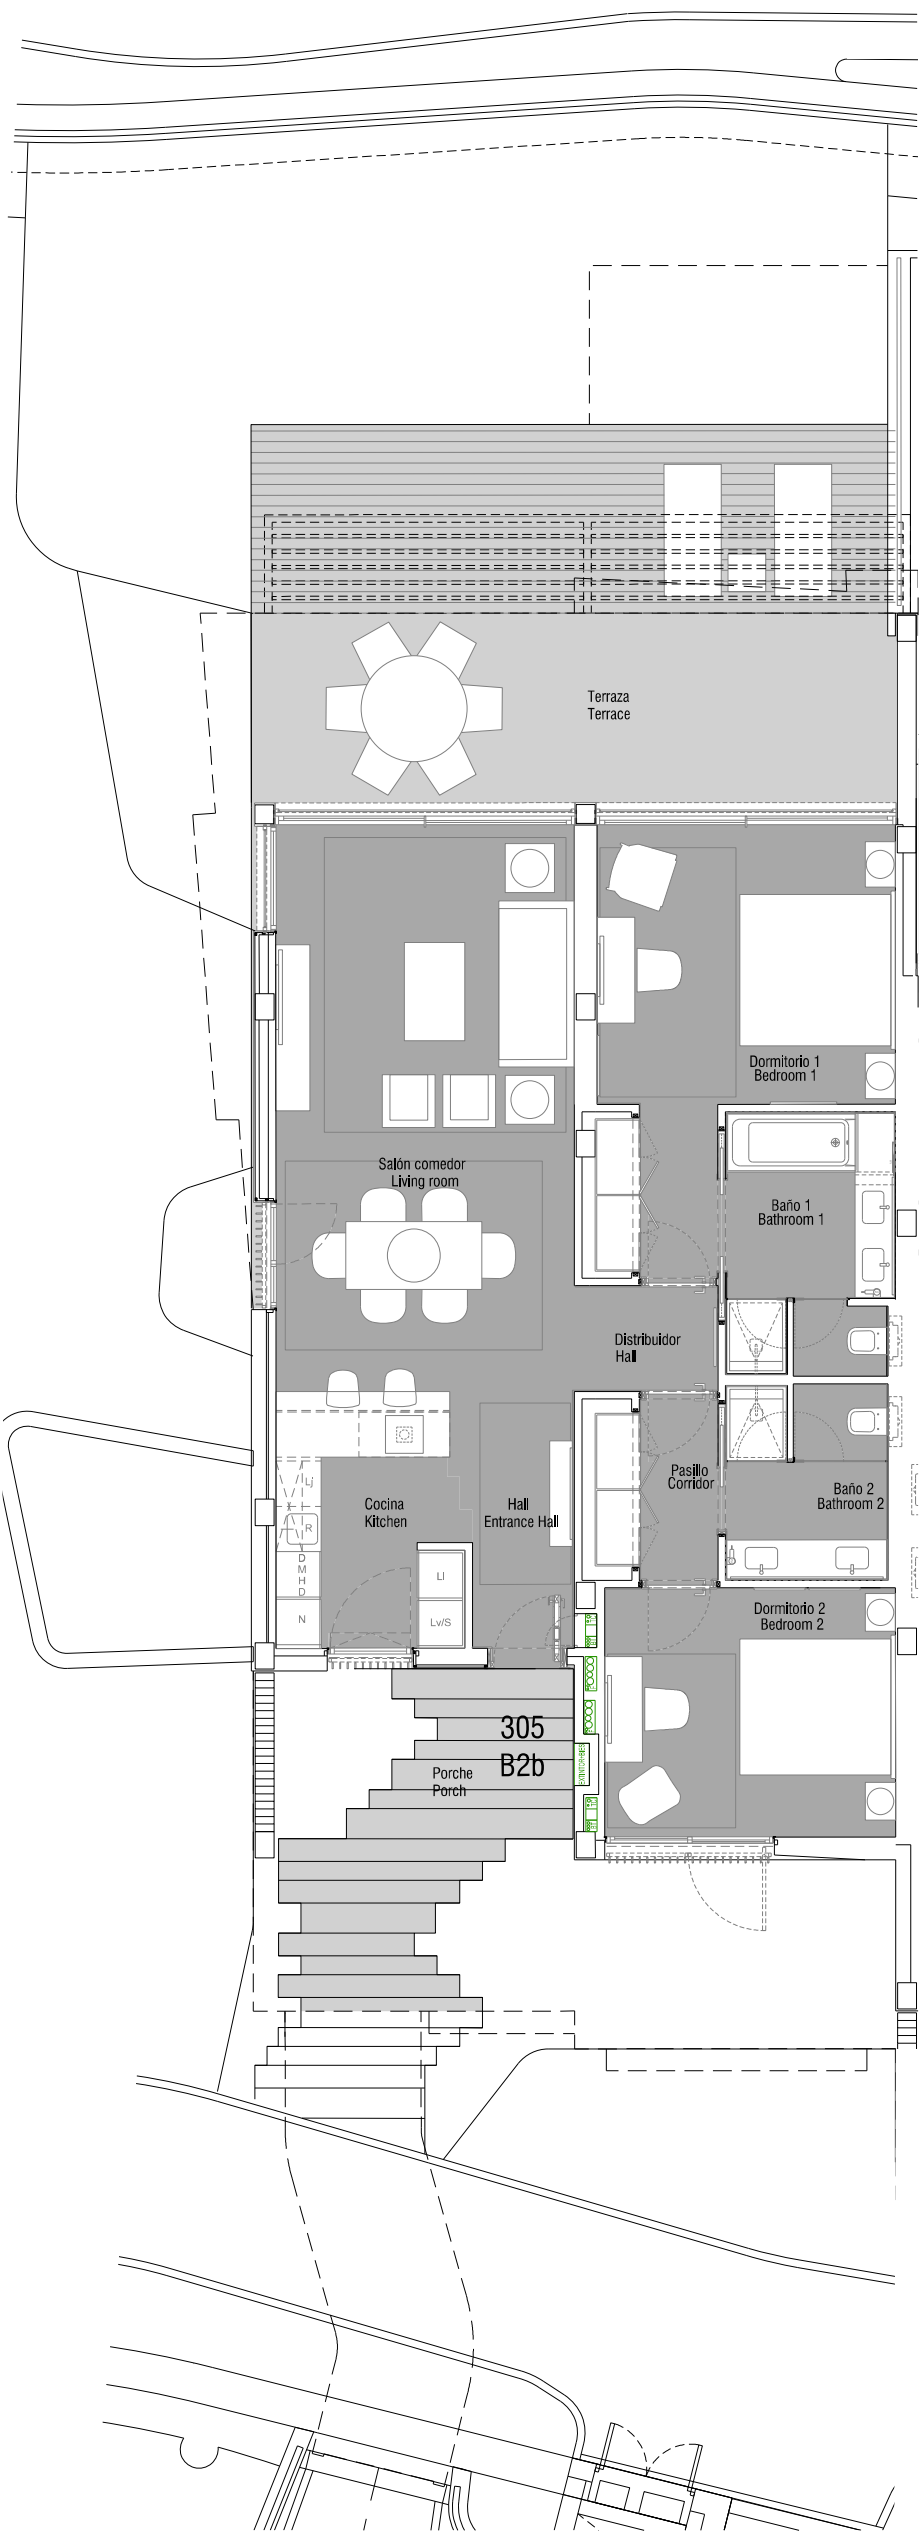 Terraza
Terrace
Dormitorio 1
Bedroom 1
Salón comedor
Living room
Baño 1
Bathroom 1
Distribuidor
Hall
Pasillo
Corridor
Baño 2
Bathroom 2
Lj
R
D
M
H
D
N
Cocina
Kitchen
Hall
Entrance Hall
Ll
Lv/S
Dormitorio 2
Bedroom 2
305
B2b
Porche
Porch